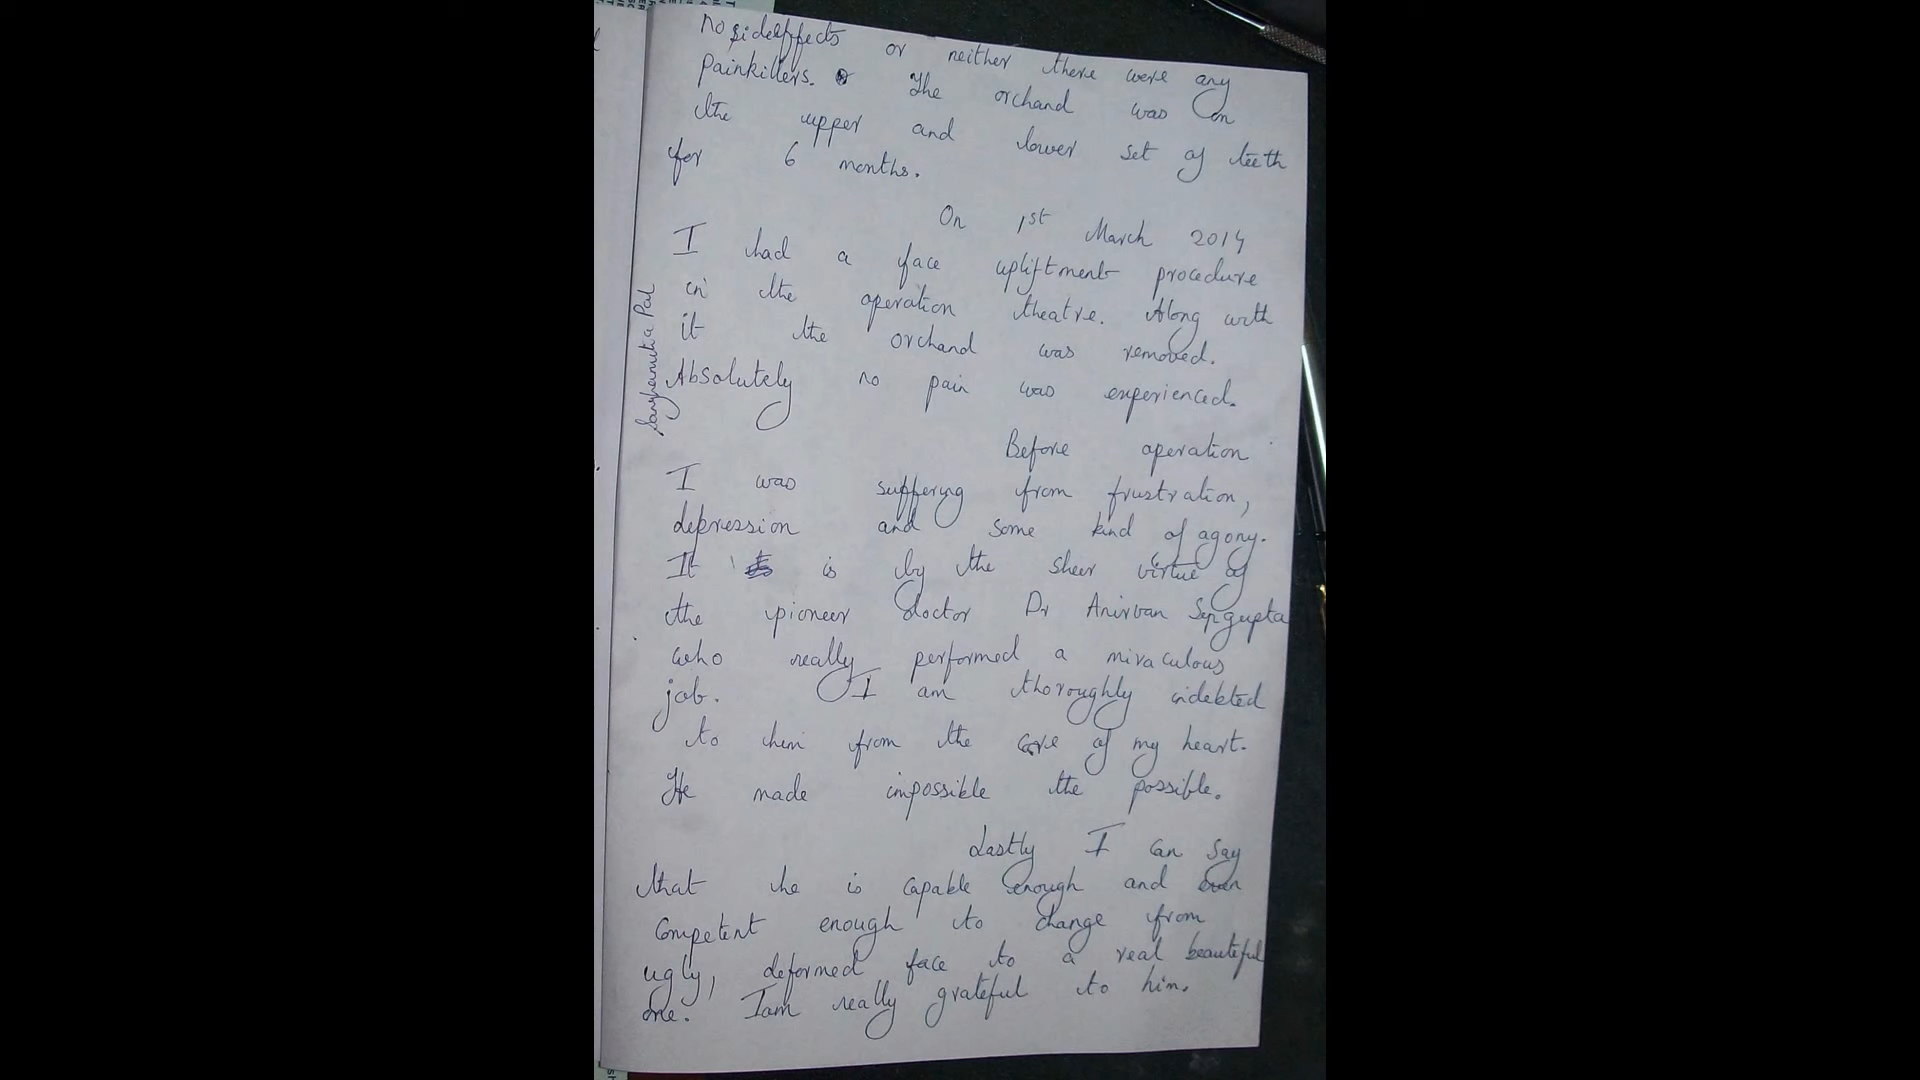 no sideeffects or neither there were any
painkillers. The orchand was on
the upper and lower set of teeth
for 6 months.
On 1st March 2014
I had a face upliftment procedure
in the operation theatre. Along with
it the orchand was removed.
Absolutely no pain was experienced.
Before operation
I was suffering from frustration,
depression and some kind of agony.
It is by the sheer virtue of
the pioneer doctor Dr Anirban Sengupta
who really performed a miraculous
job. I am thoroughly indebted
to him from the core of my heart.
He made impossible the possible.
Lastly I can say
that he is capable enough and even
competent enough to change from
ugly, deformed face to a real beautiful
one. Iam really grateful to him.
Sanghamitra Pal